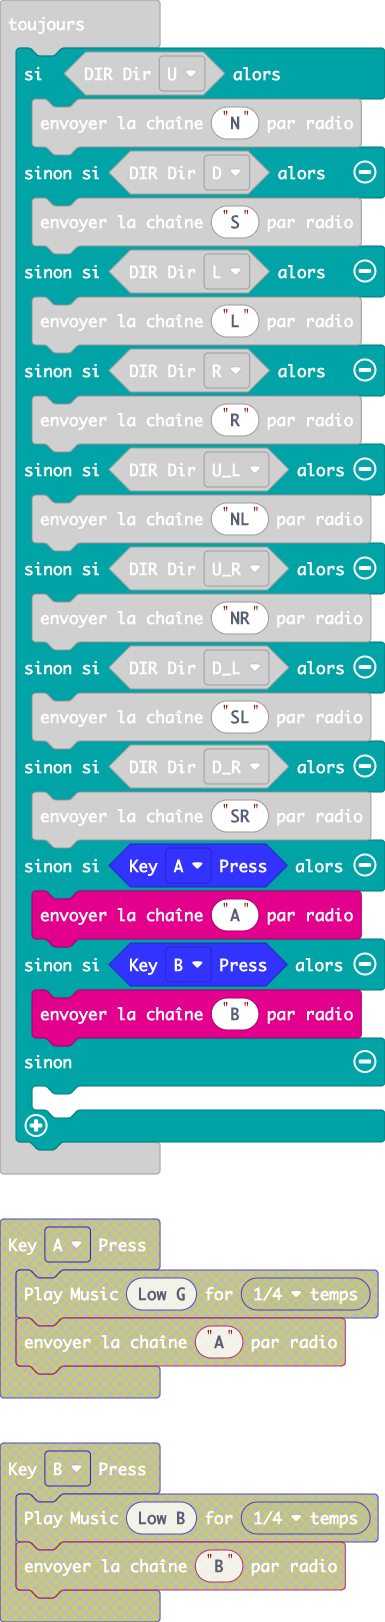 toujours
si DIR Dir U alors
envoyer la chaîne "N" par radio
sinon si DIR Dir D alors
envoyer la chaîne "S" par radio
sinon si DIR Dir L alors
envoyer la chaîne "L" par radio
sinon si DIR Dir R alors
envoyer la chaîne "R" par radio
sinon si DIR Dir U_L alors
envoyer la chaîne "NL" par radio
sinon si DIR Dir U_R alors
envoyer la chaîne "NR" par radio
sinon si DIR Dir D_L alors
envoyer la chaîne "SL" par radio
sinon si DIR Dir D_R alors
envoyer la chaîne "SR" par radio
sinon si Key A Press alors
envoyer la chaîne "A" par radio
sinon si Key B Press alors
envoyer la chaîne "B" par radio
sinon
Key A Press
Play Music Low G for 1/4 temps
envoyer la chaîne "A" par radio
Key B Press
Play Music Low B for 1/4 temps
envoyer la chaîne "B" par radio